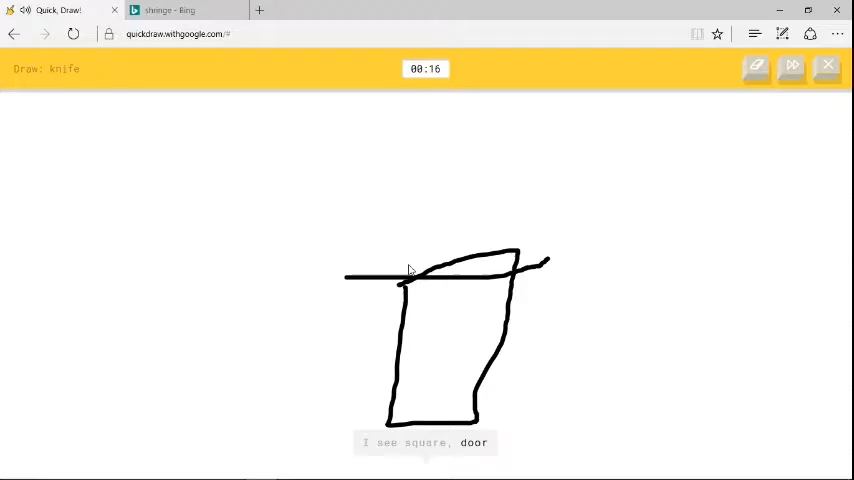 Quick, Draw!
shringe - Bing
quickdraw.withgoogle.com/#
Draw: knife
00:16
I see square, door